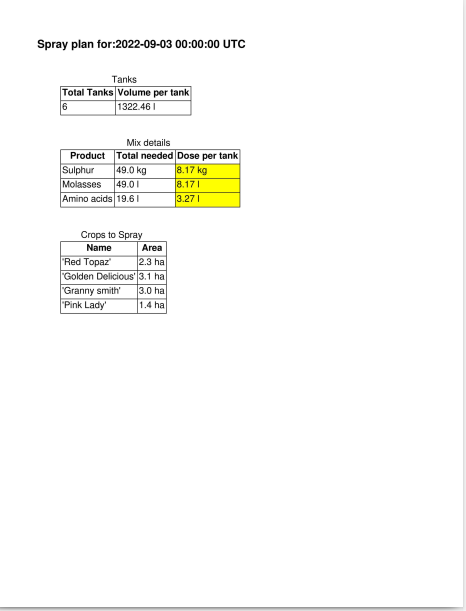 Spray plan for:2022-09-03 00:00:00 UTC
Tanks
Total Tanks Volume per tank
6 1322.46 l
Mix details
Product Total needed Dose per tank
Sulphur 49.0 kg 8.17 kg
Molasses 49.0 l 8.17 l
Amino acids 19.6 l 3.27 l
Crops to Spray
Name Area
'Red Topaz' 2.3 ha
'Golden Delicious' 3.1 ha
'Granny smith' 3.0 ha
'Pink Lady' 1.4 ha